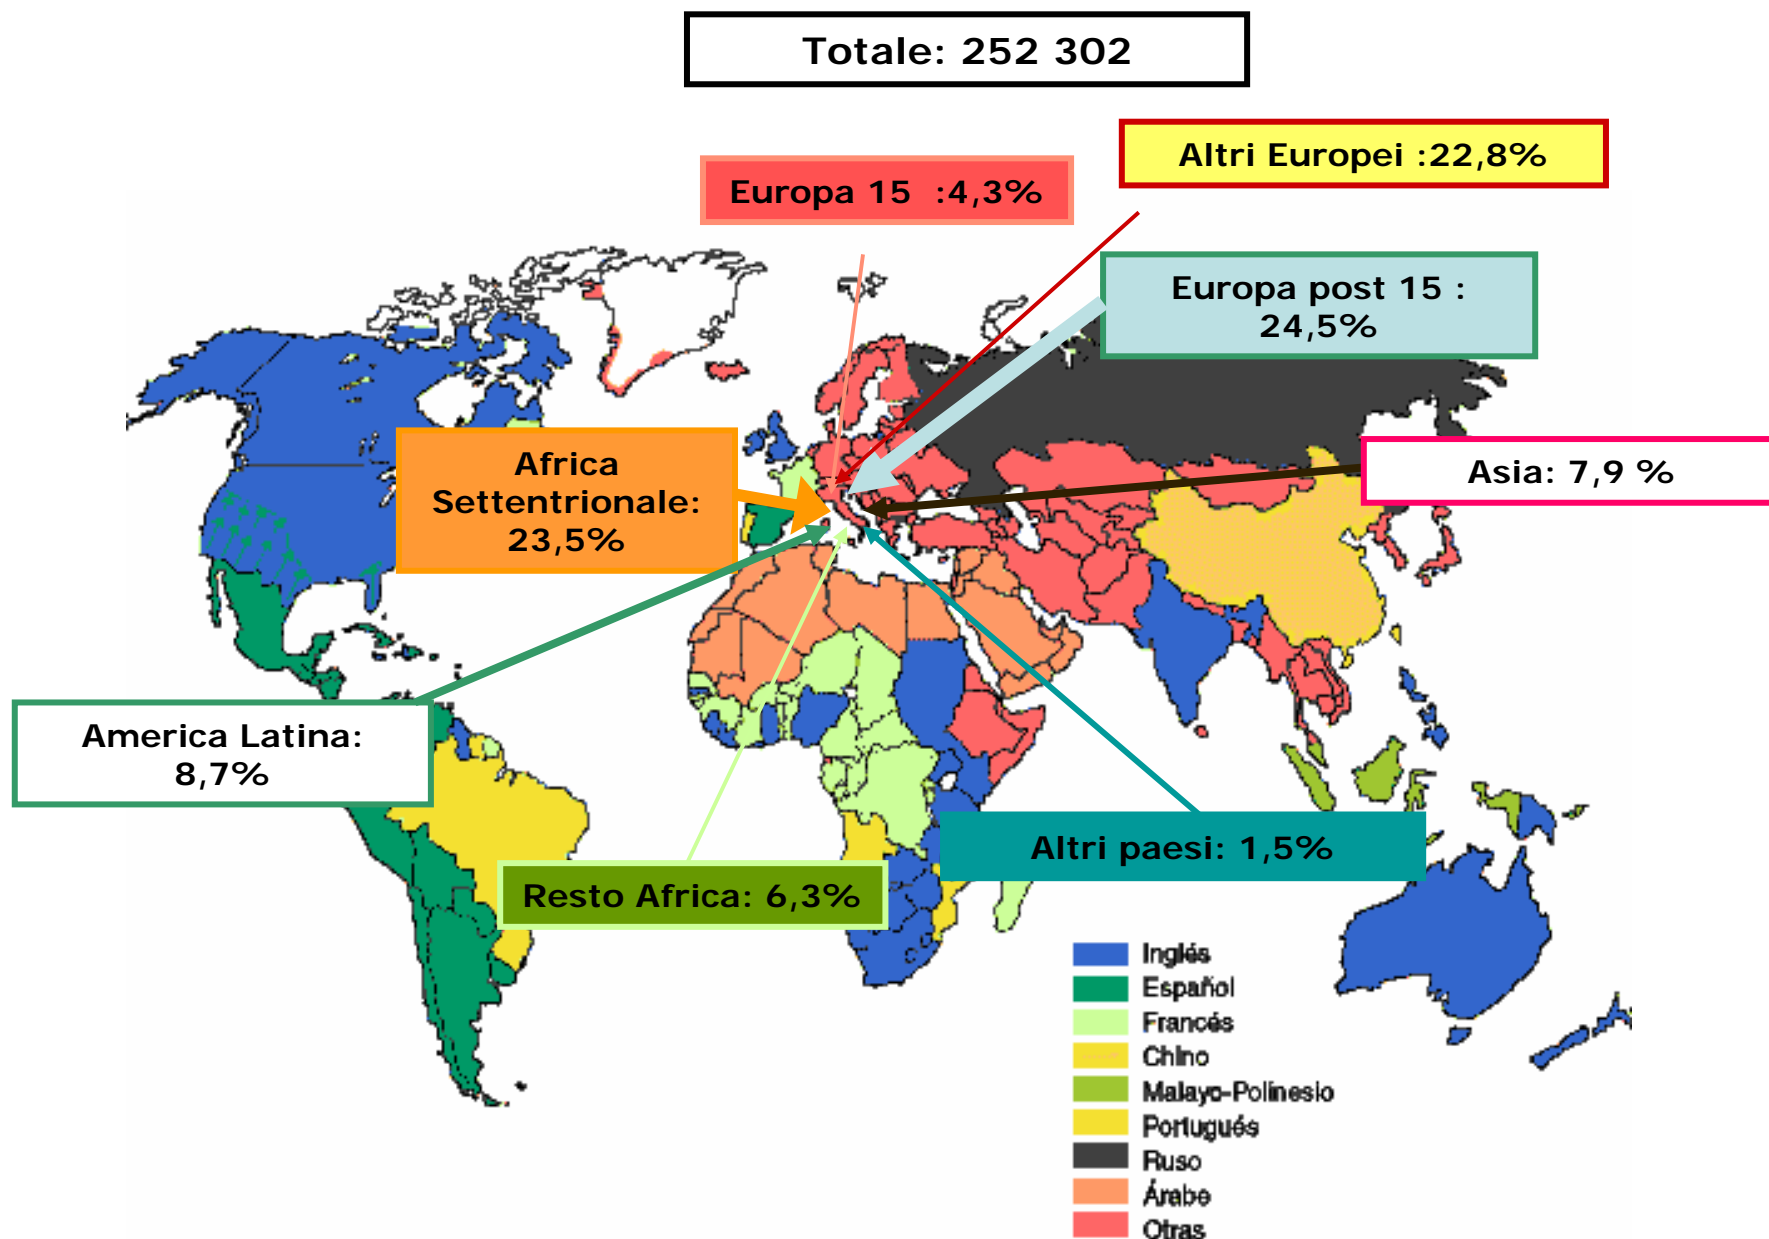 Totale: 252 302
Altri Europei :22,8%
Europa 15 :4,3%
Europa post 15 :
24,5%
Africa
Settentrionale:
23,5%
Asia: 7,9 %
America Latina:
8,7%
Altri paesi: 1,5%
Resto Africa: 6,3%
Inglés
Español
Francés
Chino
Malayo-Polinesio
Portugués
Ruso
Árabe
Otras